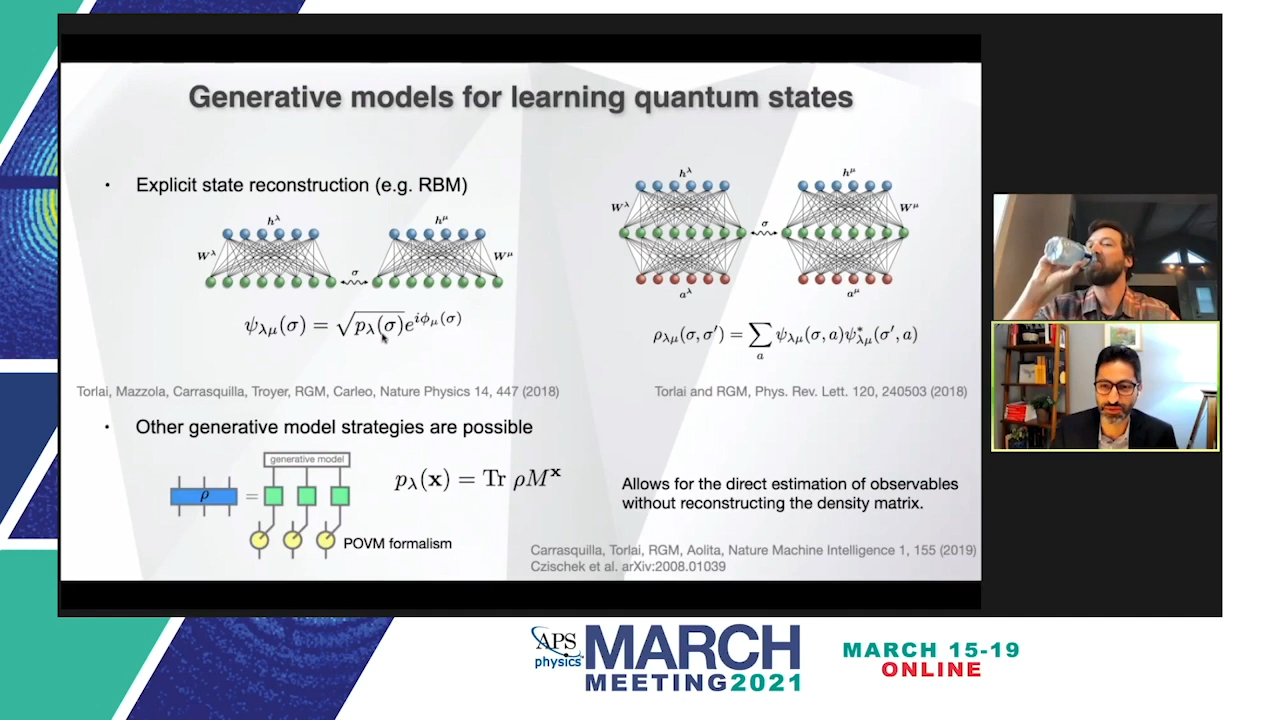 Generative models for learning quantum states
• Explicit state reconstruction (e.g. RBM)
h^λ h^μ
W^λ W^μ
σ
ψ_λμ(σ) = √p_λ(σ) e^{iϕ_μ(σ)}
Torlai, Mazzola, Carrasquilla, Troyer, RGM, Carleo, Nature Physics 14, 447 (2018)
h^λ h^μ
W^λ W^μ
σ
a^λ a^μ
ρ_λμ(σ, σ′) = ∑_a ψ_λμ(σ, a)ψ*_λμ(σ′, a)
Torlai and RGM, Phys. Rev. Lett. 120, 240503 (2018)
• Other generative model strategies are possible
generative model
ρ =
POVM formalism
p_λ(x) = Tr ρM^x
Allows for the direct estimation of observables
without reconstructing the density matrix.
Carrasquilla, Torlai, RGM, Aolita, Nature Machine Intelligence 1, 155 (2019)
Czischek et al. arXiv:2008.01039
APS
physics
MARCH
MEETING2021
MARCH 15-19
ONLINE